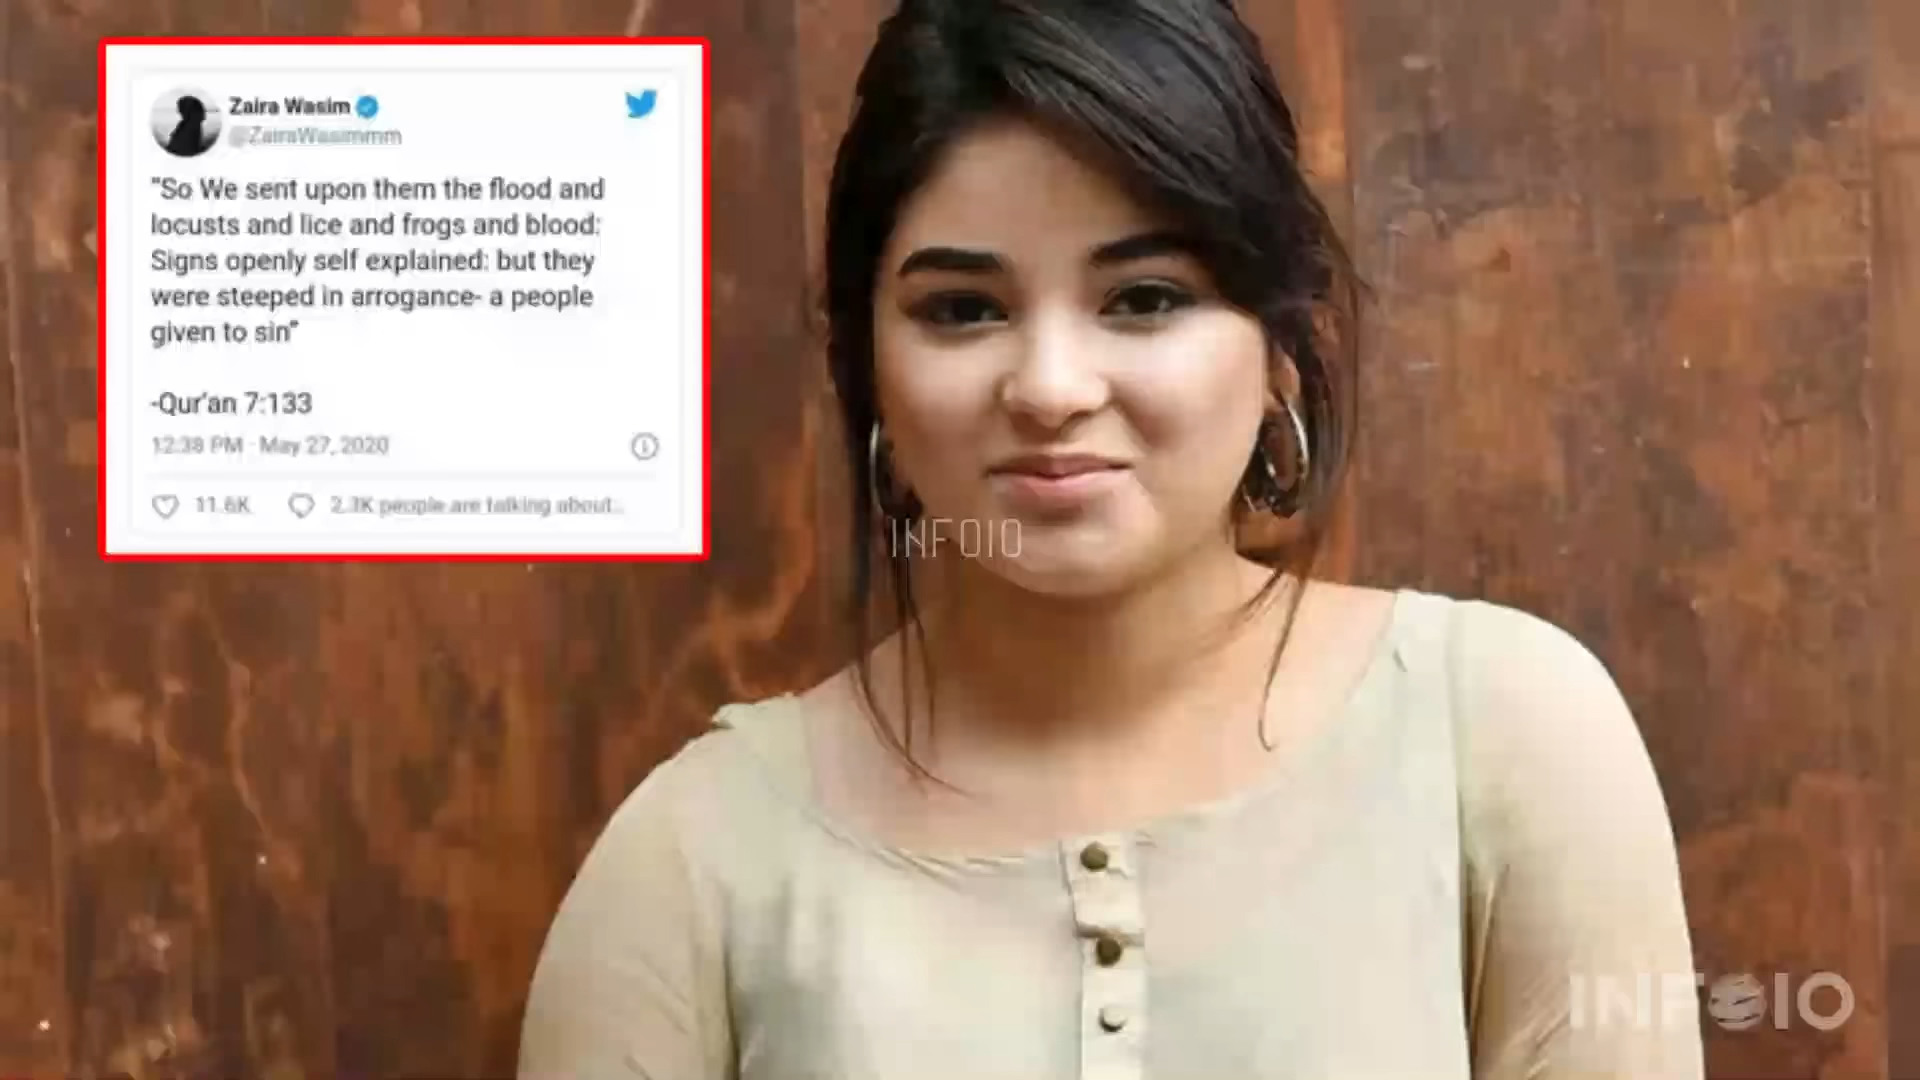 Zaira Wasim
@ZairaWasimmm
"So We sent upon them the flood and
locusts and lice and frogs and blood:
Signs openly self explained: but they
were steeped in arrogance- a people
given to sin"
-Qur'an 7:133
12:38 PM · May 27, 2020
11.6K
2.3K people are talking about...
INFOIO
INFOIO